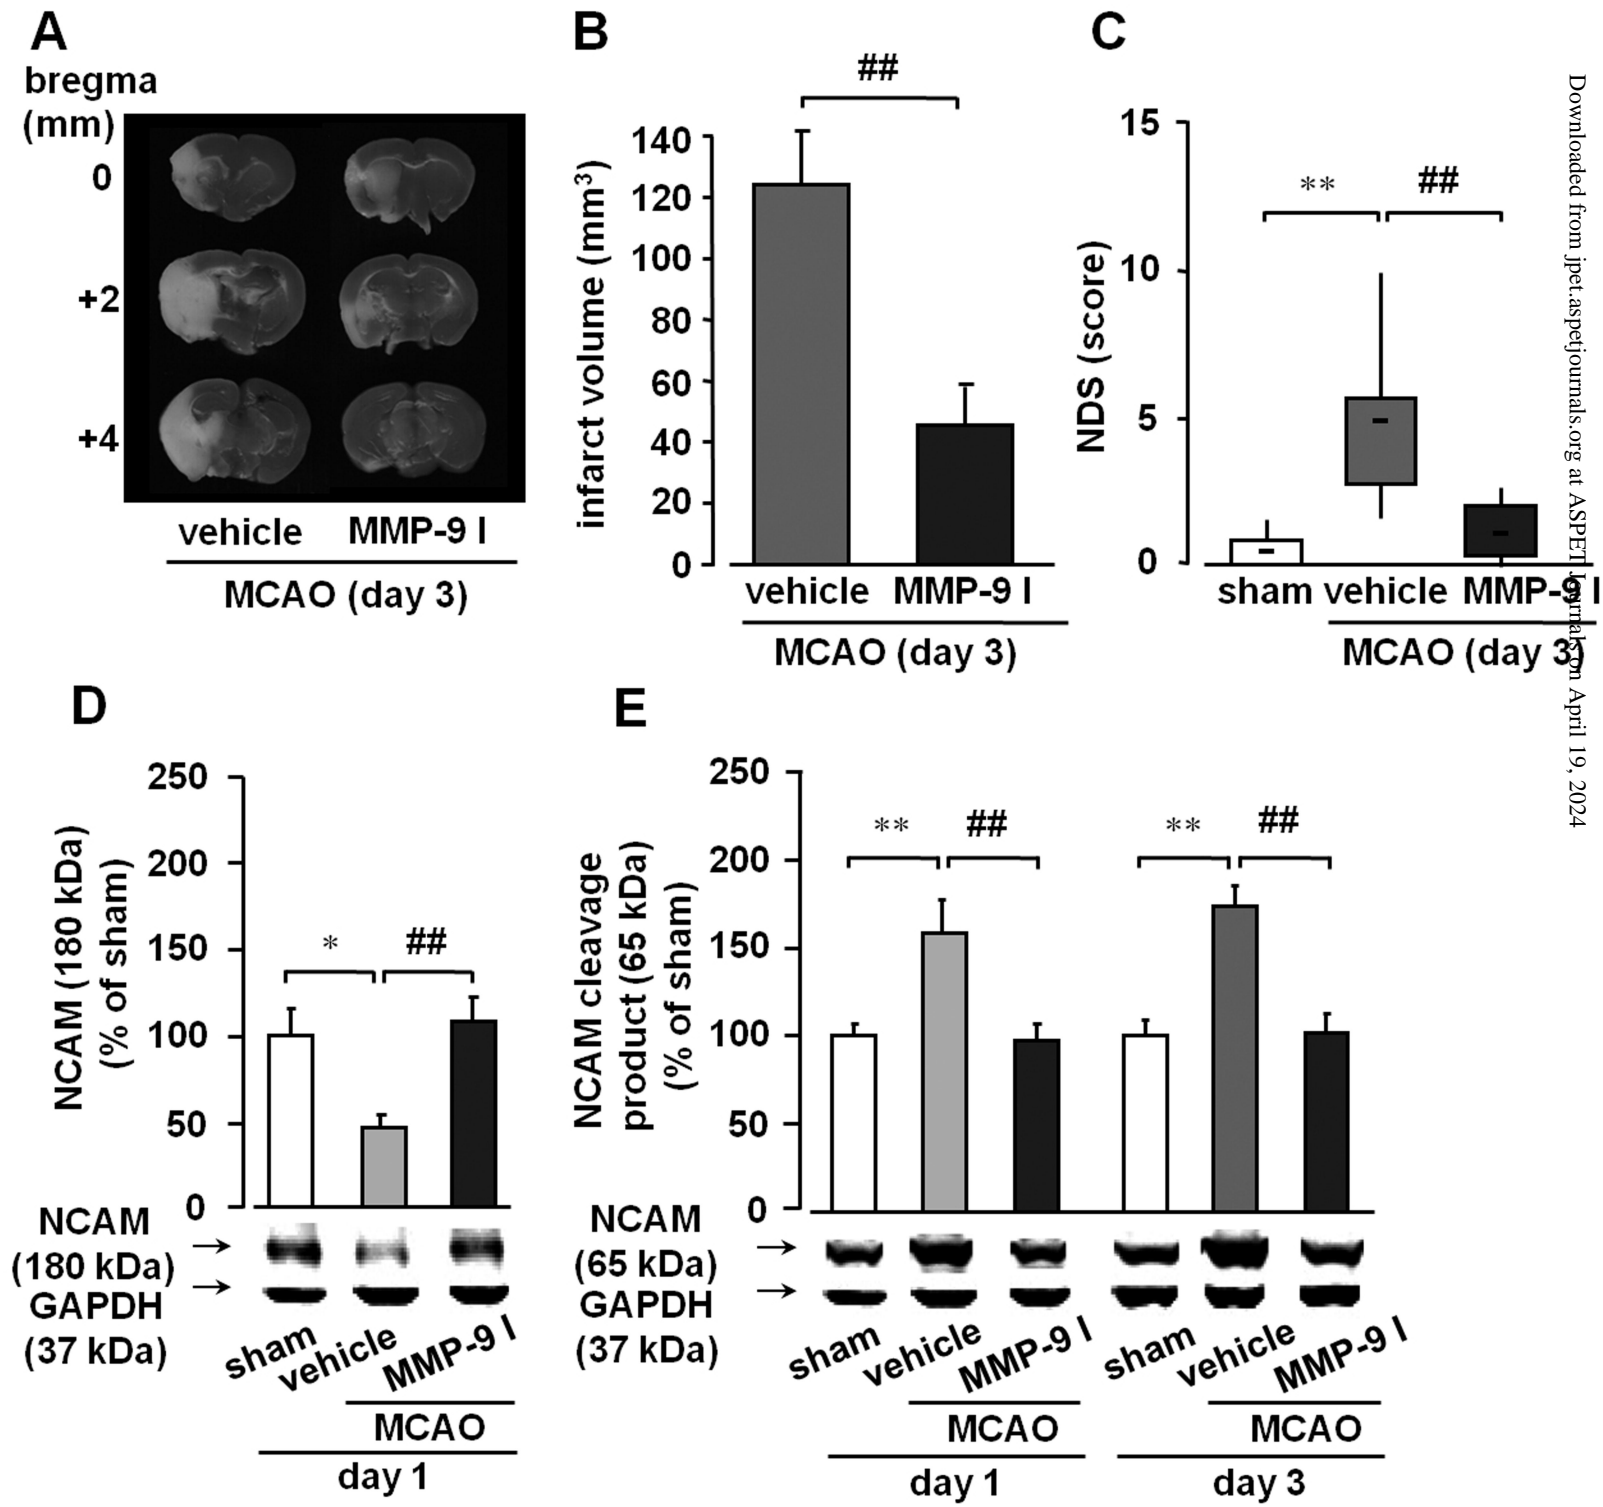 A
bregma
(mm)
0
+2
+4
vehicle MMP-9 I
MCAO (day 3)
B
##
infarct volume (mm³)
140
120
100
80
60
40
20
0
vehicle MMP-9 I
MCAO (day 3)
C
NDS (score)
15
10
5
0
** ##
sham vehicle MMP-9 I
MCAO (day 3)
D
NCAM (180 kDa)
(% of sham)
250
200
150
100
50
0
* ##
NCAM
(180 kDa)
GAPDH
(37 kDa)
sham
vehicle
MMP-9 I
MCAO
day 1
E
NCAM cleavage
product (65 kDa)
(% of sham)
250
200
150
100
50
0
** ## ** ##
NCAM
(65 kDa)
GAPDH
(37 kDa)
sham
vehicle
MMP-9 I
sham
vehicle
MMP-9 I
MCAO MCAO
day 1 day 3
Downloaded from jpet.aspetjournals.org at ASPET Journals on April 19, 2024